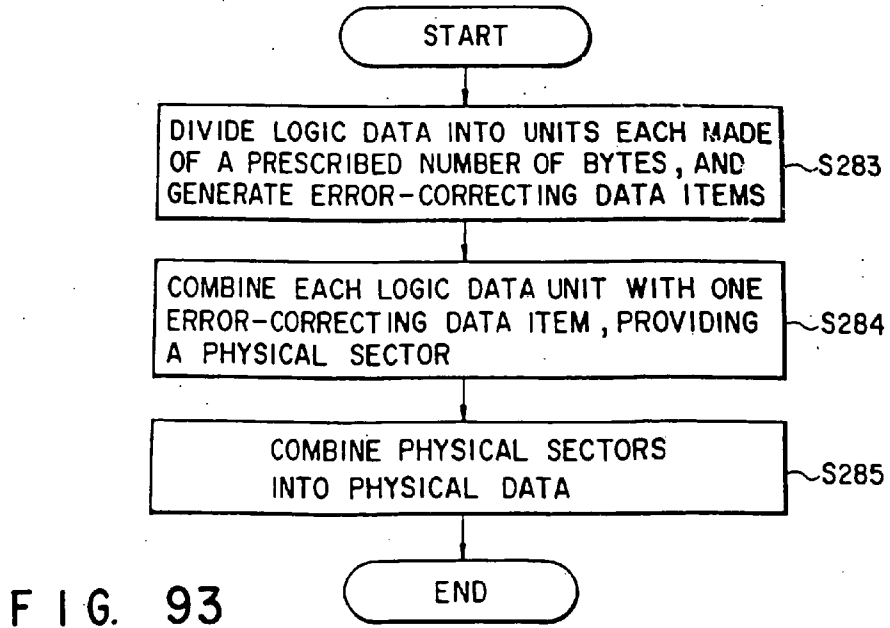 START
DIVIDE LOGIC DATA INTO UNITS EACH MADE
OF A PRESCRIBED NUMBER OF BYTES, AND
GENERATE ERROR-CORRECTING DATA ITEMS
S283
COMBINE EACH LOGIC DATA UNIT WITH ONE
ERROR-CORRECTING DATA ITEM, PROVIDING
A PHYSICAL SECTOR
S284
COMBINE PHYSICAL SECTORS
INTO PHYSICAL DATA
S285
END
FIG. 93